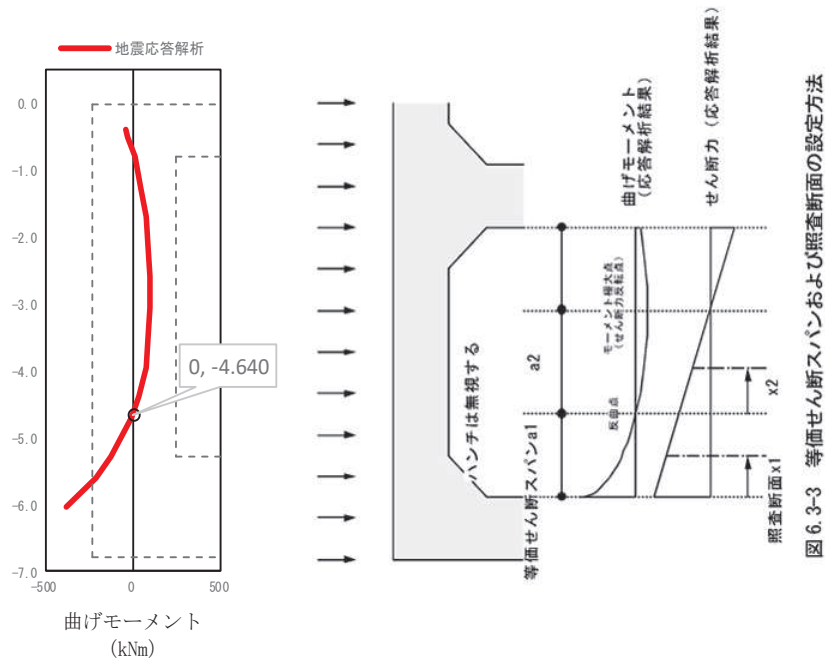 地震応答解析
0.0
-1.0
-2.0
-3.0
-4.0
-5.0
-6.0
-7.0
-500
0
500
0, -4.640
曲げモーメント
(kNm)
ハンチは無視する
等価せん断スパンa1
a2
曲げモーメント
(応答解析結果)
モーメント極大点
(せん断力反転点)
反曲点
せん断力 (応答解析結果)
x2
照査断面x1
図 6.3-3 等価せん断スパンおよび照査断面の設定方法